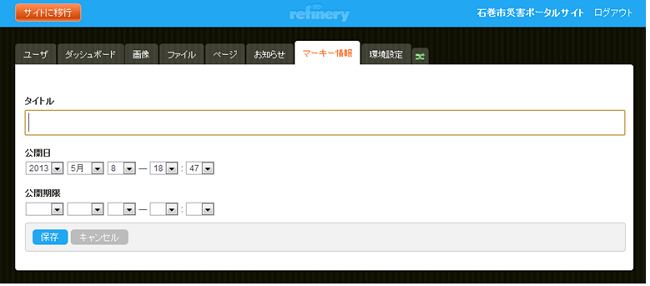 サイトに移行
refinery
石巻市災害ポータルサイト ログアウト
ユーザ ダッシュボード 画像 ファイル ページ お知らせ マーキー情報 環境設定
タイトル
公開日
2013 5月 8 — 18 : 47
公開期限
— :
保存 キャンセル